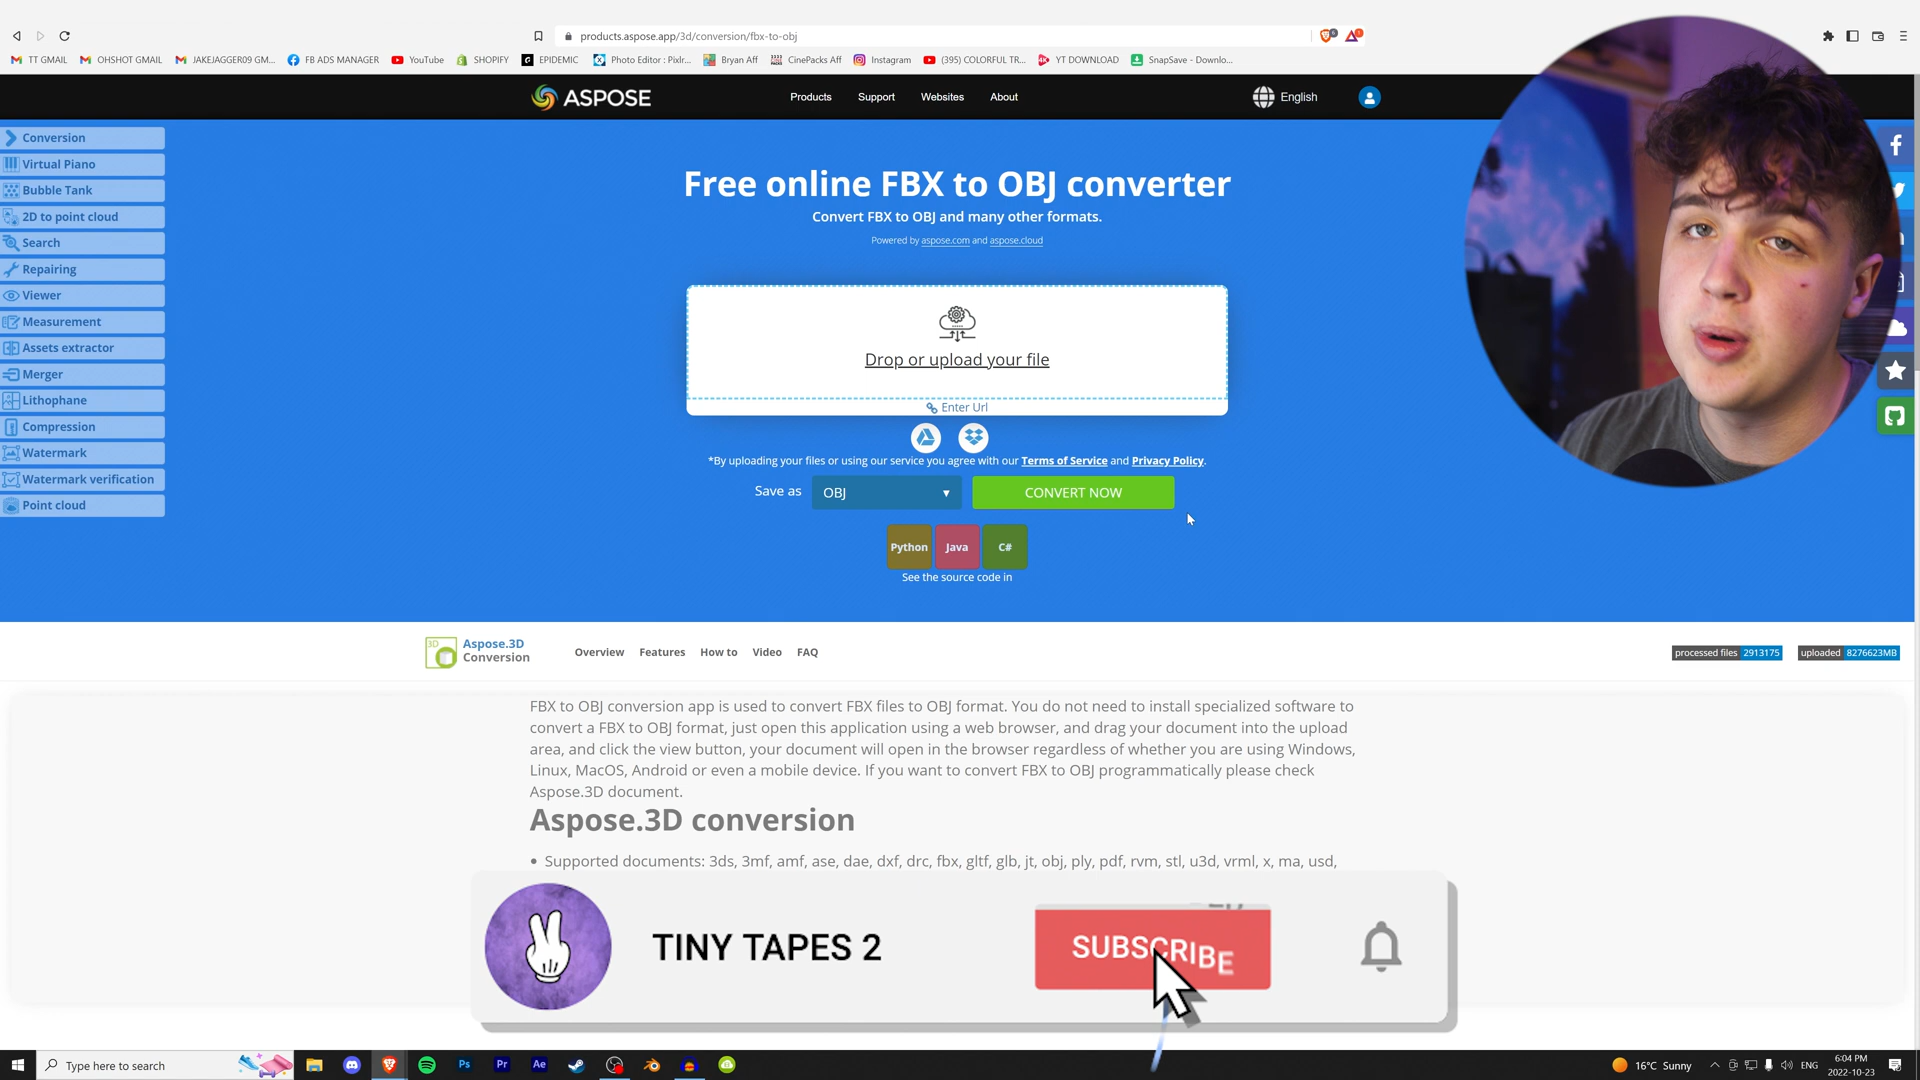 products.aspose.app/3d/conversion/fbx-to-obj
TT GMAIL
OHSHOT GMAIL
JAKEJAGGER09 GM...
FB ADS MANAGER
YouTube
SHOPIFY
EPIDEMIC
Photo Editor : Pixlr...
Bryan Aff
CinePacks Aff
Instagram
(395) COLORFUL TR...
YT DOWNLOAD
SnapSave - Downlo...
ASPOSE
Products
Support
Websites
About
English
Conversion
Virtual Piano
Bubble Tank
2D to point cloud
Search
Repairing
Viewer
Measurement
Assets extractor
Merger
Lithophane
Compression
Watermark
Watermark verification
Point cloud
Free online FBX to OBJ converter
Convert FBX to OBJ and many other formats.
Powered by aspose.com and aspose.cloud
Drop or upload your file
Enter Url
*By uploading your files or using our service you agree with our Terms of Service and Privacy Policy.
Save as
OBJ
CONVERT NOW
Python
Java
C#
See the source code in
3D
Aspose.3D
Conversion
Overview
Features
How to
Video
FAQ
processed files 2913175
uploaded 8276623MB
FBX to OBJ conversion app is used to convert FBX files to OBJ format. You do not need to install specialized software to
convert a FBX to OBJ format, just open this application using a web browser, and drag your document into the upload
area, and click the view button, your document will open in the browser regardless of whether you are using Windows,
Linux, MacOS, Android or even a mobile device. If you want to convert FBX to OBJ programmatically please check
Aspose.3D document.
Aspose.3D conversion
• Supported documents: 3ds, 3mf, amf, ase, dae, dxf, drc, fbx, gltf, glb, jt, obj, ply, pdf, rvm, stl, u3d, vrml, x, ma, usd,
TINY TAPES 2
SUBSCRIBE
Type here to search
Ps
Pr
Ae
16°C Sunny
ENG
6:04 PM
2022-10-23